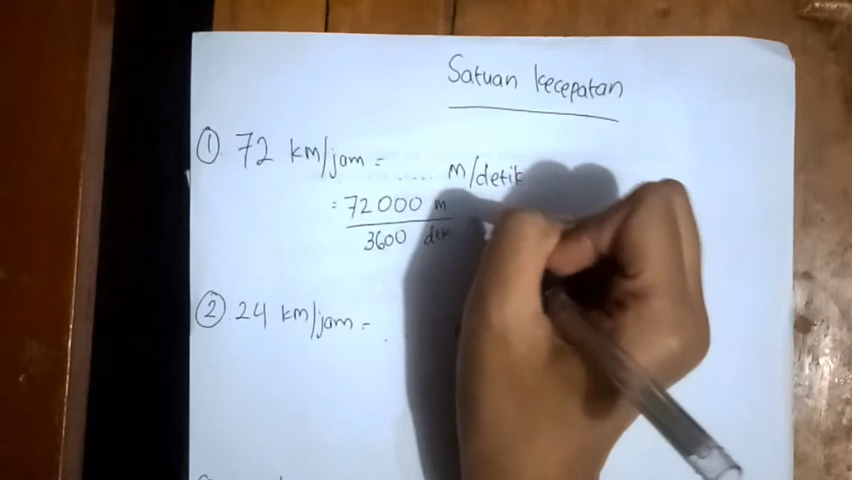 Satuan kecepatan
① 72 km/jam = ...... m/detik
= 72000 m
3600 dtk
② 24 km/jam = .